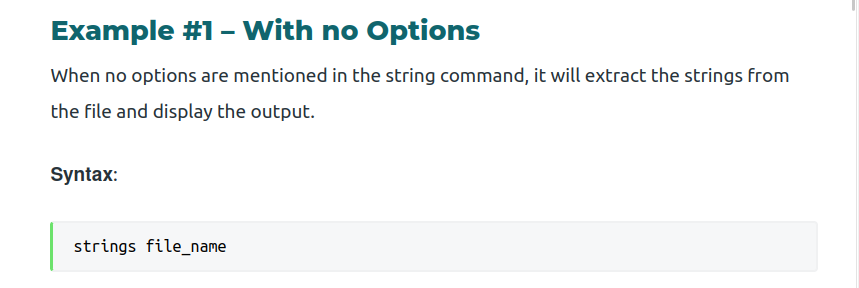 Example #1 – With no Options
When no options are mentioned in the string command, it will extract the strings from
the file and display the output.
Syntax:
strings file_name